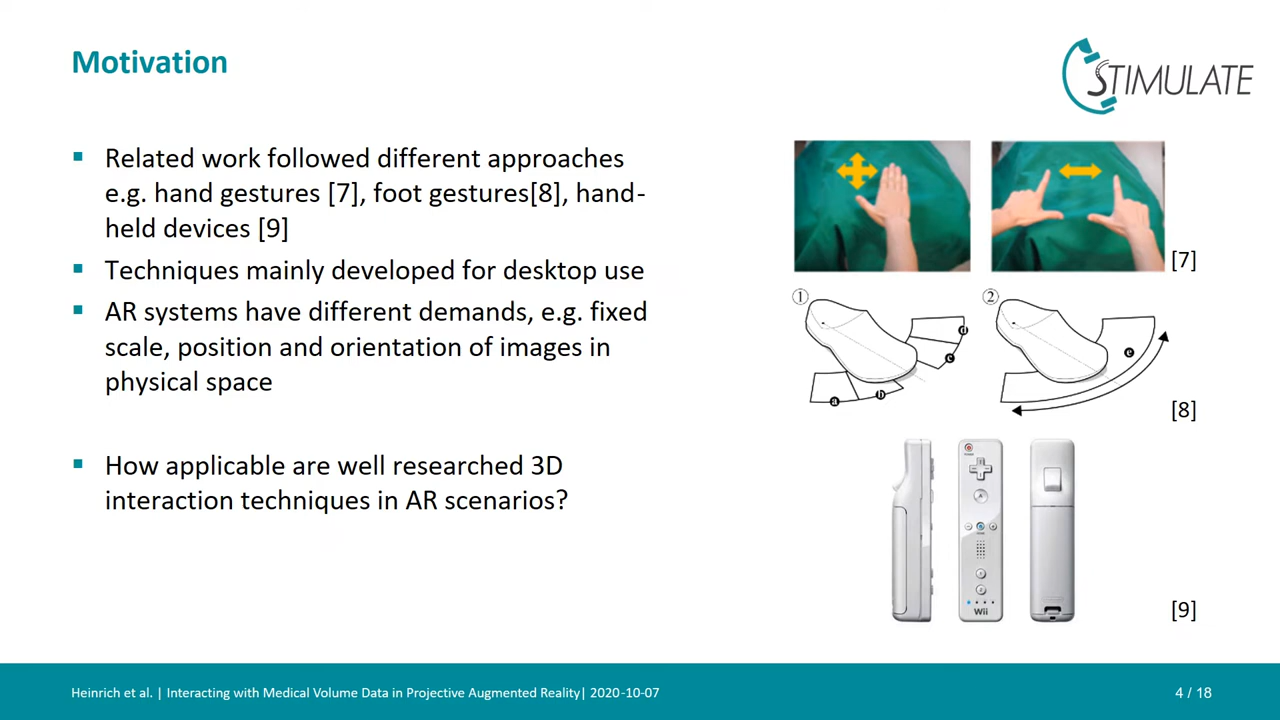 Motivation
STIMULATE
Related work followed different approaches
e.g. hand gestures [7], foot gestures[8], hand-
held devices [9]
Techniques mainly developed for desktop use
AR systems have different demands, e.g. fixed
scale, position and orientation of images in
physical space
How applicable are well researched 3D
interaction techniques in AR scenarios?
[7]
1
2
a
b
c
d
e
[8]
Wii
[9]
Heinrich et al. | Interacting with Medical Volume Data in Projective Augmented Reality| 2020-10-07
4 / 18